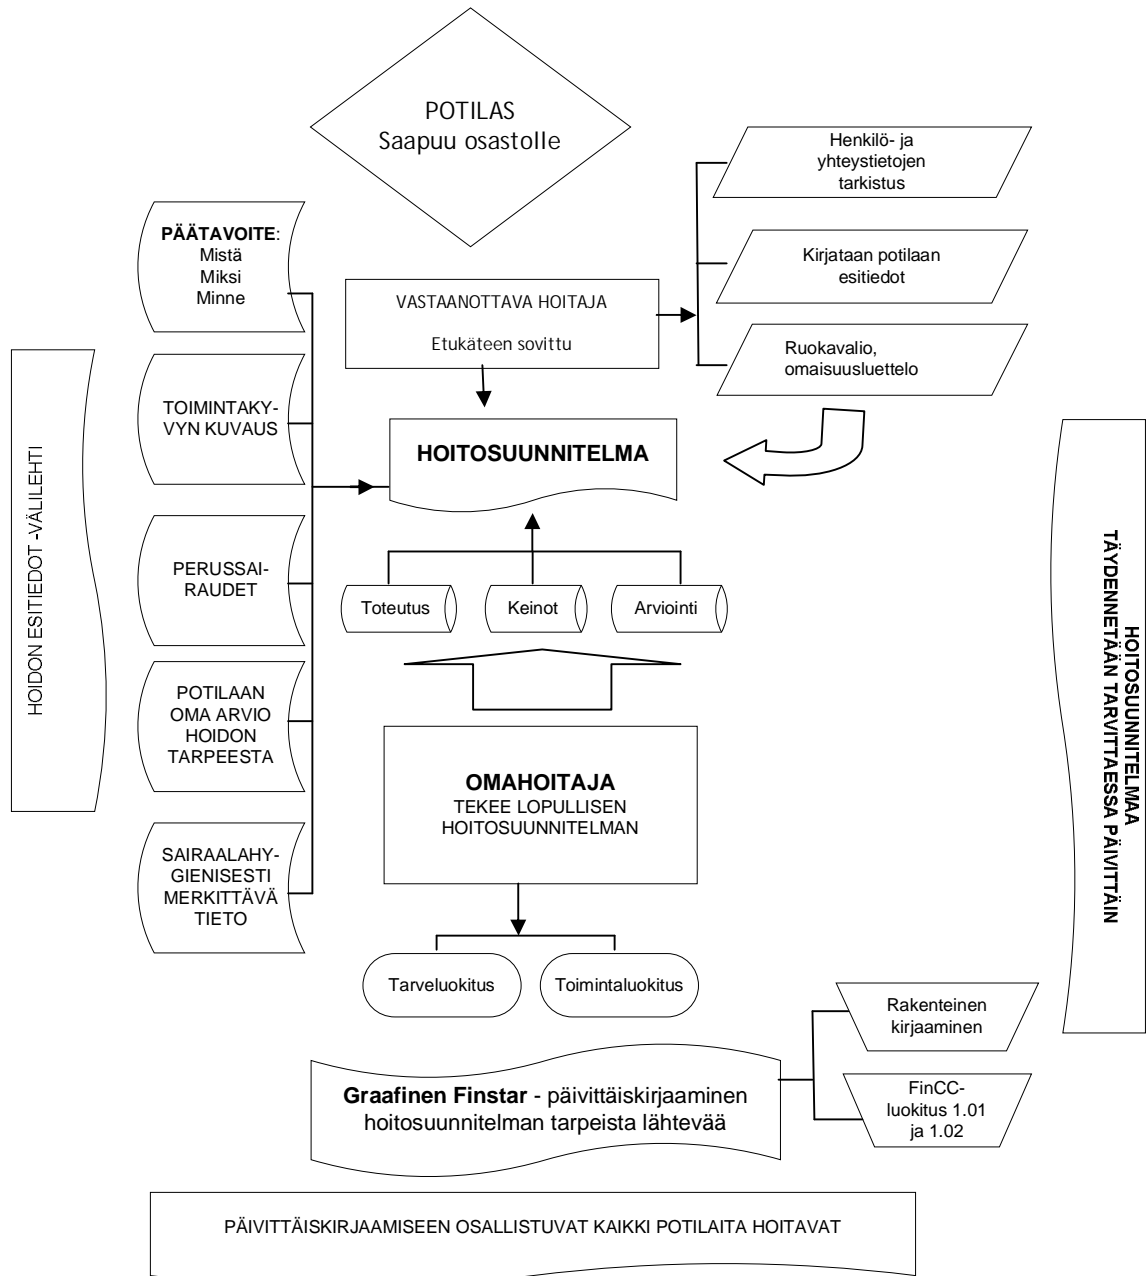 POTILAS
Saapuu osastolle
Henkilö- ja
yhteystietojen
tarkistus
Kirjataan potilaan
esitiedot
Ruokavalio,
omaisuusluettelo
VASTAANOTTAVA HOITAJA
Etukäteen sovittu
PÄÄTAVOITE:
Mistä
Miksi
Minne
TOIMINTAKY-
VYN KUVAUS
PERUSSAI-
RAUDET
POTILAAN
OMA ARVIO
HOIDON
TARPEESTA
SAIRAALAHY-
GIENISESTI
MERKITTÄVÄ
TIETO
HOIDON ESITIEDOT -VÄLILEHTI
HOITOSUUNNITELMA
Toteutus
Keinot
Arviointi
OMAHOITAJA
TEKEE LOPULLISEN
HOITOSUUNNITELMAN
Tarveluokitus
Toimintaluokitus
HOITOSUUNNITELMAA
TÄYDENNETÄÄN TARVITTAESSA PÄIVITTÄIN
Graafinen Finstar - päivittäiskirjaaminen
hoitosuunnitelman tarpeista lähtevää
Rakenteinen
kirjaaminen
FinCC-
luokitus 1.01
ja 1.02
PÄIVITTÄISKIRJAAMISEEN OSALLISTUVAT KAIKKI POTILAITA HOITAVAT